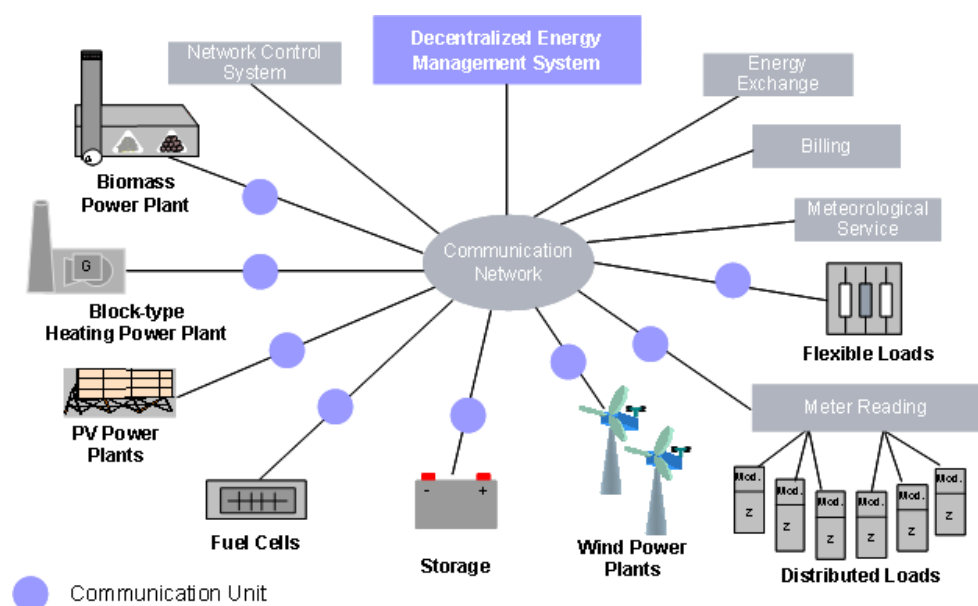 Decentralized Energy
Management System
Network Control
System
Energy
Exchange
Billing
Biomass
Power Plant
Meteorological
Service
Communication
Network
G
Block-type
Heating Power Plant
Flexible Loads
PV Power
Plants
Meter Reading
Fuel Cells
- +
Storage
Wind Power
Plants
Mod.
Z
Mod.
Z
Mod.
Z
Mod.
Z
Mod.
Z
Mod.
Z
Distributed Loads
Communication Unit